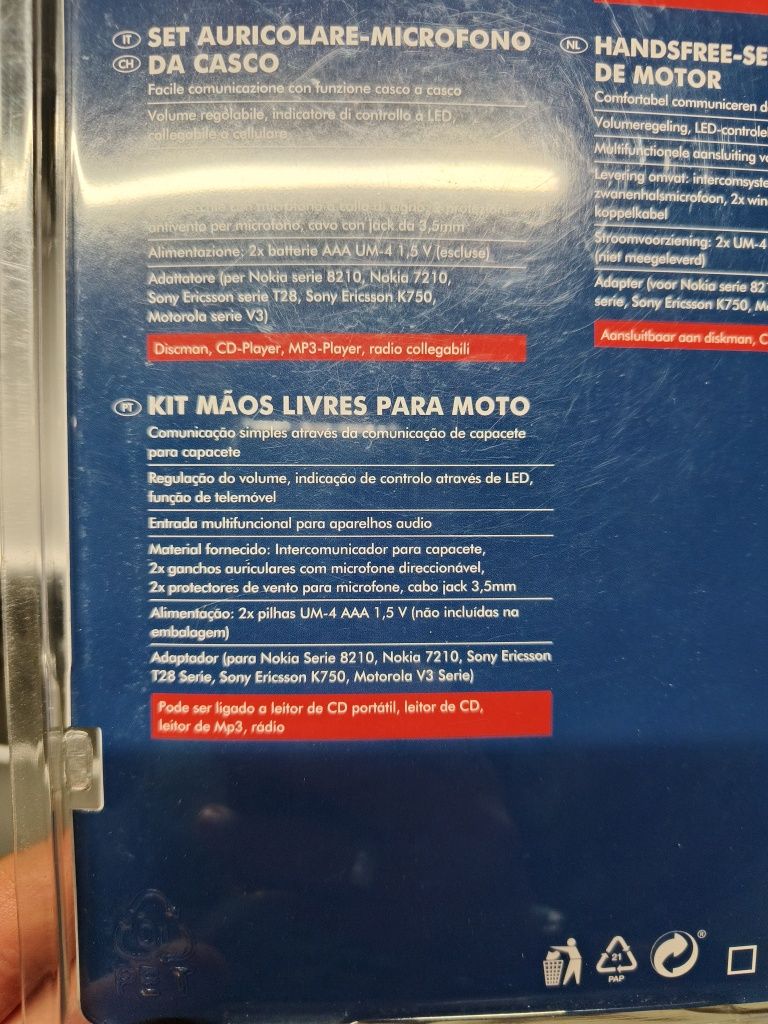 IT SET AURICOLARE-MICROFONO
CH DA CASCO
Facile comunicazione con funzione casco a casco
Volume regolabile, indicatore di controllo a LED,
collegabile a cellulare
antivento per microfono, cavo con jack da 3,5mm
Alimentazione: 2x batterie AAA UM-4 1,5 V (escluse)
Adattatore (per Nokia serie 8210, Nokia 7210,
Sony Ericsson serie T28, Sony Ericsson K750,
Motorola serie V3)
Discman, CD-Player, MP3-Player, radio collegabili
PT KIT MÃOS LIVRES PARA MOTO
Comunicação simples através da comunicação de capacete
para capacete
Regulação do volume, indicação de controlo através de LED,
função de telemóvel
Entrada multifuncional para aparelhos audio
Material fornecido: Intercomunicador para capacete,
2x ganchos auriculares com microfone direccionável,
2x protectores de vento para microfone, cabo jack 3,5mm
Alimentação: 2x pilhas UM-4 AAA 1,5 V (não incluídas na
embalagem)
Adaptador (para Nokia Serie 8210, Nokia 7210, Sony Ericsson
T28 Serie, Sony Ericsson K750, Motorola V3 Serie)
Pode ser ligado a leitor de CD portátil, leitor de CD,
leitor de Mp3, rádio
NL HANDSFREE-SE
DE MOTOR
Comfortabel communiceren d
Volumeregeling, LED-controle
Multifunctionele aansluiting v
Levering omvat: intercomsyste
zwanenhalsmicrofoon, 2x win
koppelkabel
Stroomvoorziening: 2x UM-4
(niet meegeleverd)
Adapter (voor Nokia serie 82
serie, Sony Ericsson K750, M
Aansluitbaar aan diskman, C
01
PET
21
PAP
®